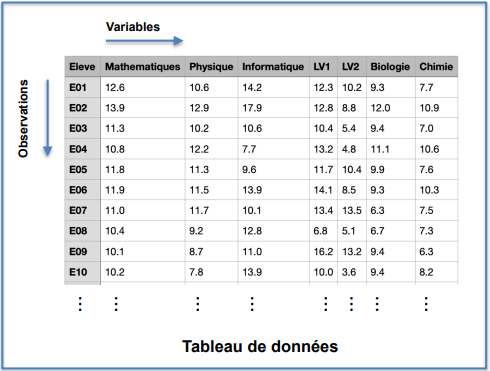 Variables
Observations
Eleve Mathematiques Physique Informatique LV1 LV2 Biologie Chimie
E01 12.6 10.6 14.2 12.3 10.2 9.3 7.7
E02 13.9 12.9 17.9 12.8 8.8 12.0 10.9
E03 11.3 10.2 10.6 10.4 5.4 9.4 7.0
E04 10.8 12.2 7.7 13.2 4.8 11.1 10.6
E05 11.8 11.3 9.6 11.7 10.4 9.9 7.6
E06 11.9 11.5 13.9 14.1 8.5 9.3 10.3
E07 11.0 11.7 10.1 13.4 13.5 6.3 7.5
E08 10.4 9.2 12.8 6.8 5.1 6.7 7.3
E09 10.1 8.7 11.0 16.2 13.2 9.4 6.3
E10 10.2 7.8 13.9 10.0 3.6 9.4 8.2
⋮ ⋮ ⋮ ⋮ ⋮ ⋮ ⋮ ⋮
Tableau de données